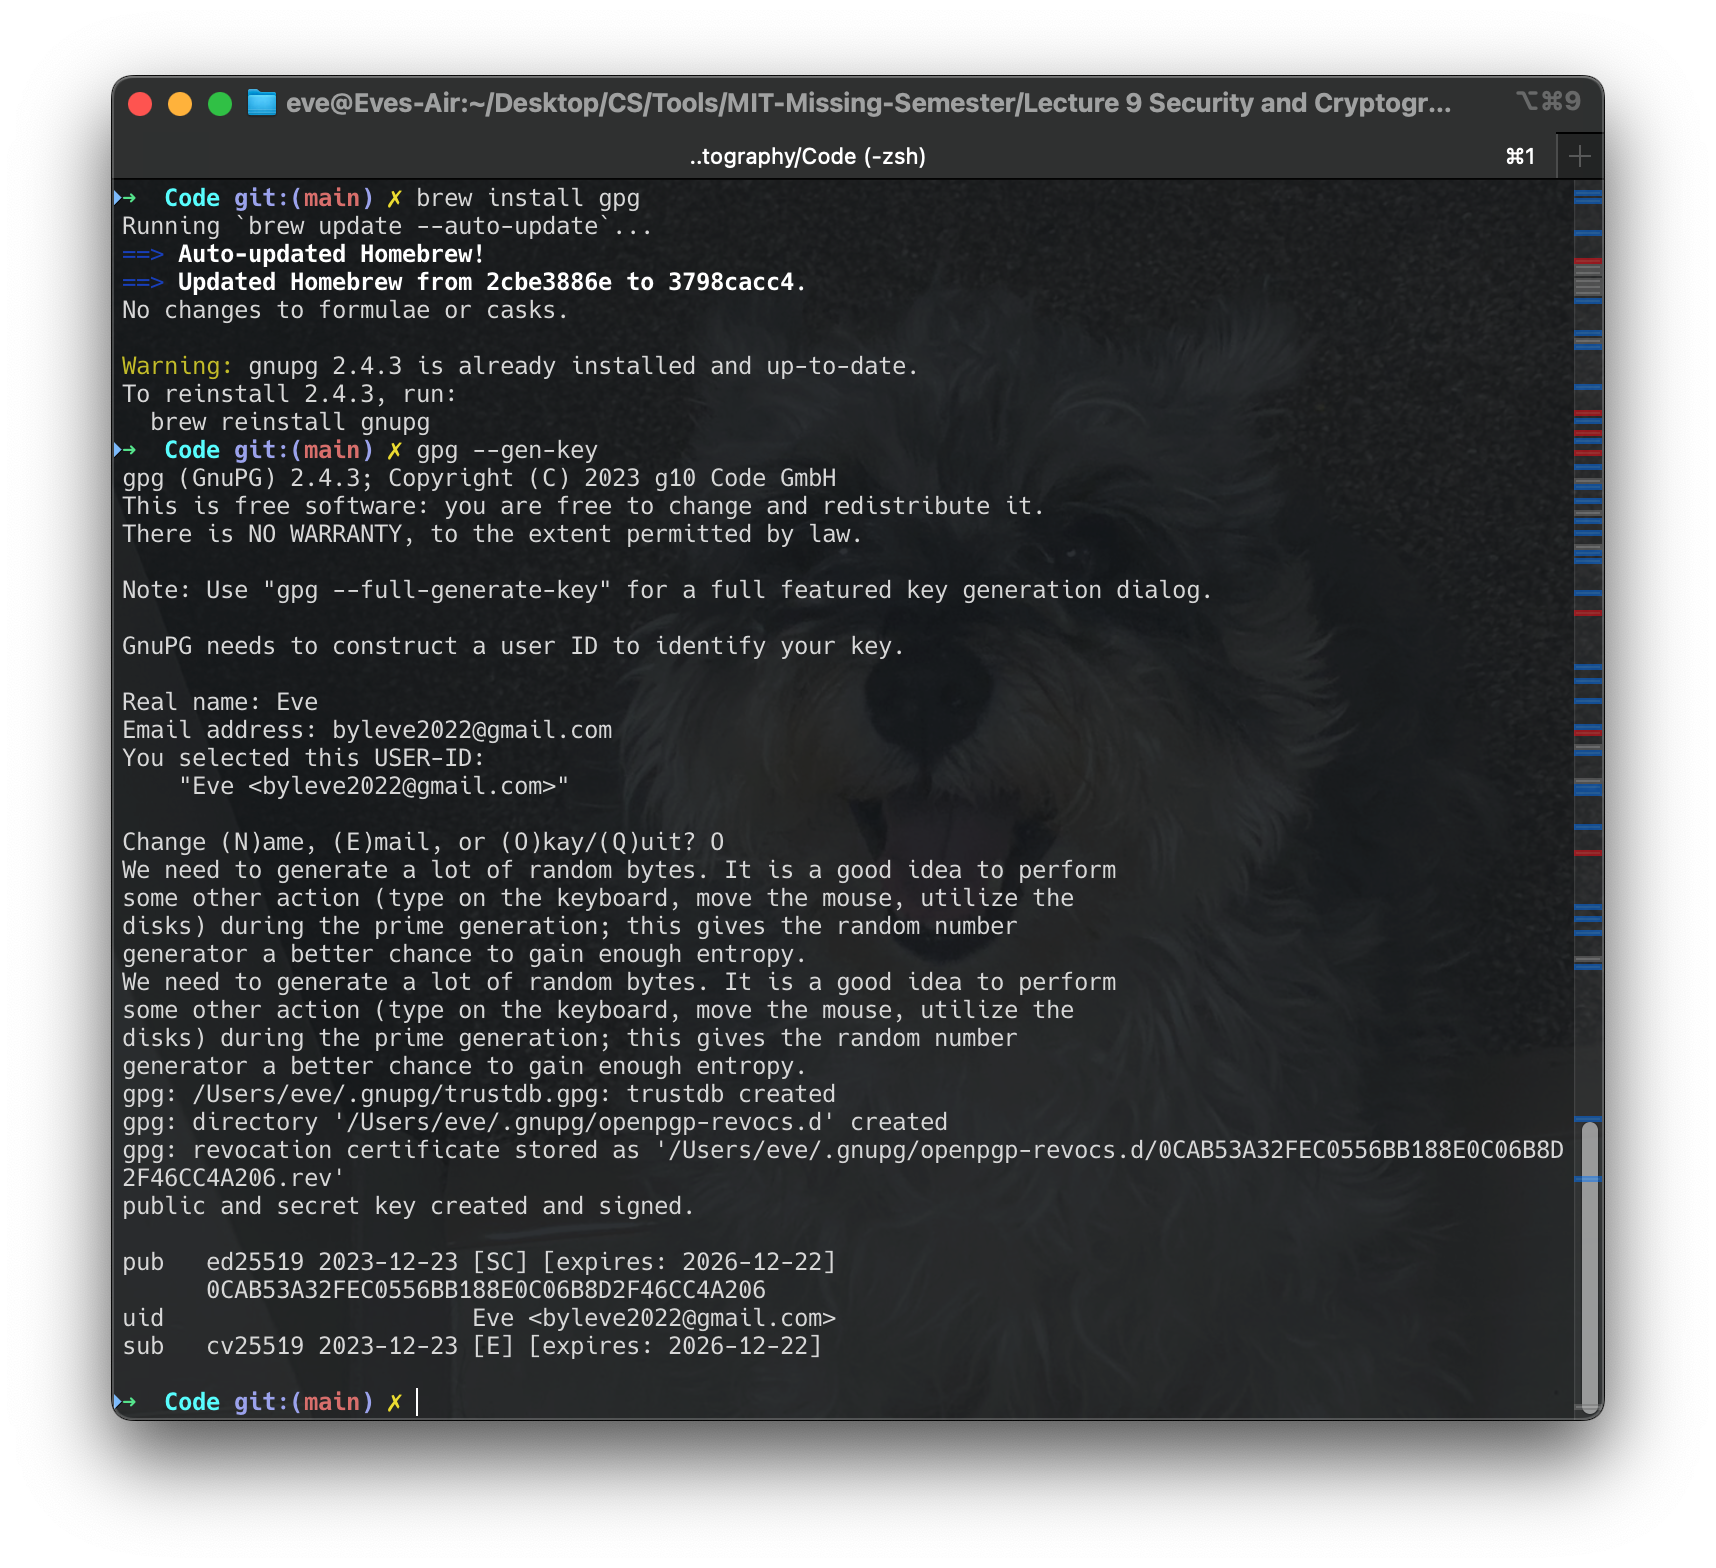 eve@Eves-Air:~/Desktop/CS/Tools/MIT-Missing-Semester/Lecture 9 Security and Cryptogr... ⌥⌘9
..tography/Code (-zsh) ⌘1 +
➜  Code git:(main) ✗ brew install gpg
Running `brew update --auto-update`...
==> Auto-updated Homebrew!
==> Updated Homebrew from 2cbe3886e to 3798cacc4.
No changes to formulae or casks.

Warning: gnupg 2.4.3 is already installed and up-to-date.
To reinstall 2.4.3, run:
  brew reinstall gnupg
➜  Code git:(main) ✗ gpg --gen-key
gpg (GnuPG) 2.4.3; Copyright (C) 2023 g10 Code GmbH
This is free software: you are free to change and redistribute it.
There is NO WARRANTY, to the extent permitted by law.

Note: Use "gpg --full-generate-key" for a full featured key generation dialog.

GnuPG needs to construct a user ID to identify your key.

Real name: Eve
Email address: byleve2022@gmail.com
You selected this USER-ID:
    "Eve <byleve2022@gmail.com>"

Change (N)ame, (E)mail, or (O)kay/(Q)uit? O
We need to generate a lot of random bytes. It is a good idea to perform
some other action (type on the keyboard, move the mouse, utilize the
disks) during the prime generation; this gives the random number
generator a better chance to gain enough entropy.
We need to generate a lot of random bytes. It is a good idea to perform
some other action (type on the keyboard, move the mouse, utilize the
disks) during the prime generation; this gives the random number
generator a better chance to gain enough entropy.
gpg: /Users/eve/.gnupg/trustdb.gpg: trustdb created
gpg: directory '/Users/eve/.gnupg/openpgp-revocs.d' created
gpg: revocation certificate stored as '/Users/eve/.gnupg/openpgp-revocs.d/0CAB53A32FEC0556BB188E0C06B8D
2F46CC4A206.rev'
public and secret key created and signed.

pub   ed25519 2023-12-23 [SC] [expires: 2026-12-22]
      0CAB53A32FEC0556BB188E0C06B8D2F46CC4A206
uid                      Eve <byleve2022@gmail.com>
sub   cv25519 2023-12-23 [E] [expires: 2026-12-22]

➜  Code git:(main) ✗